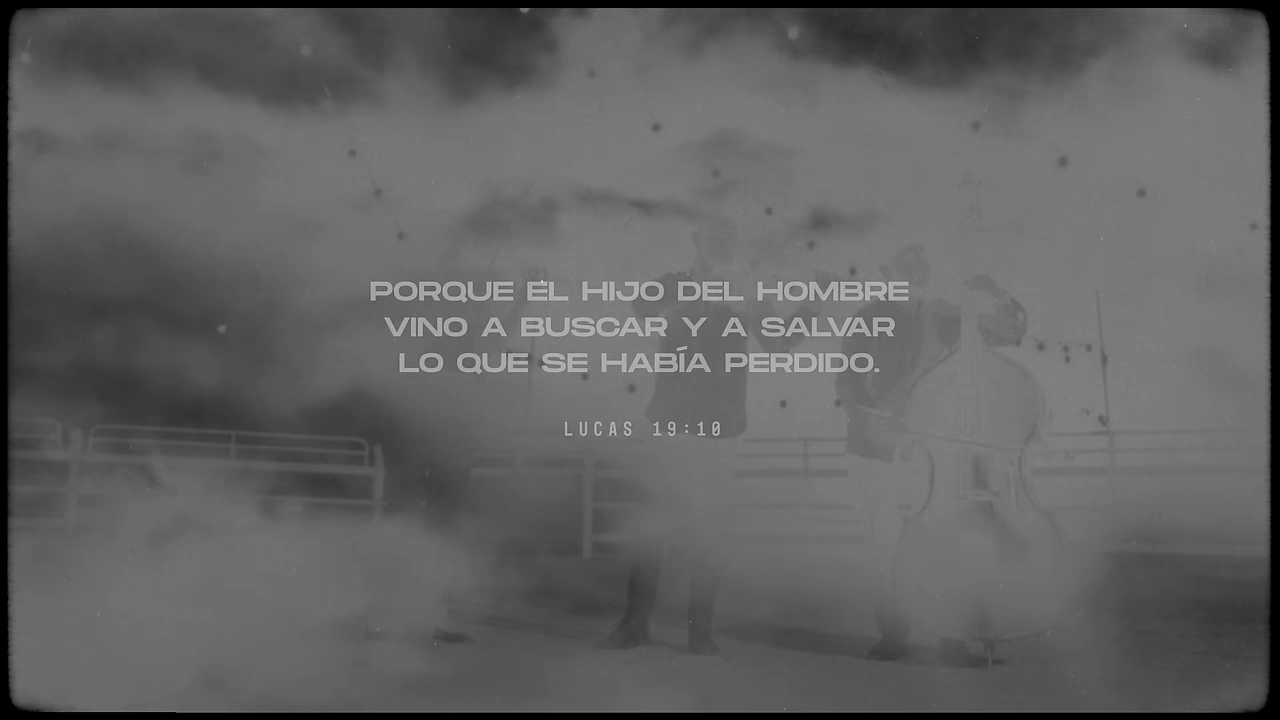 PORQUE EL HIJO DEL HOMBRE
VINO A BUSCAR Y A SALVAR
LO QUE SE HABÍA PERDIDO.
LUCAS 19:10